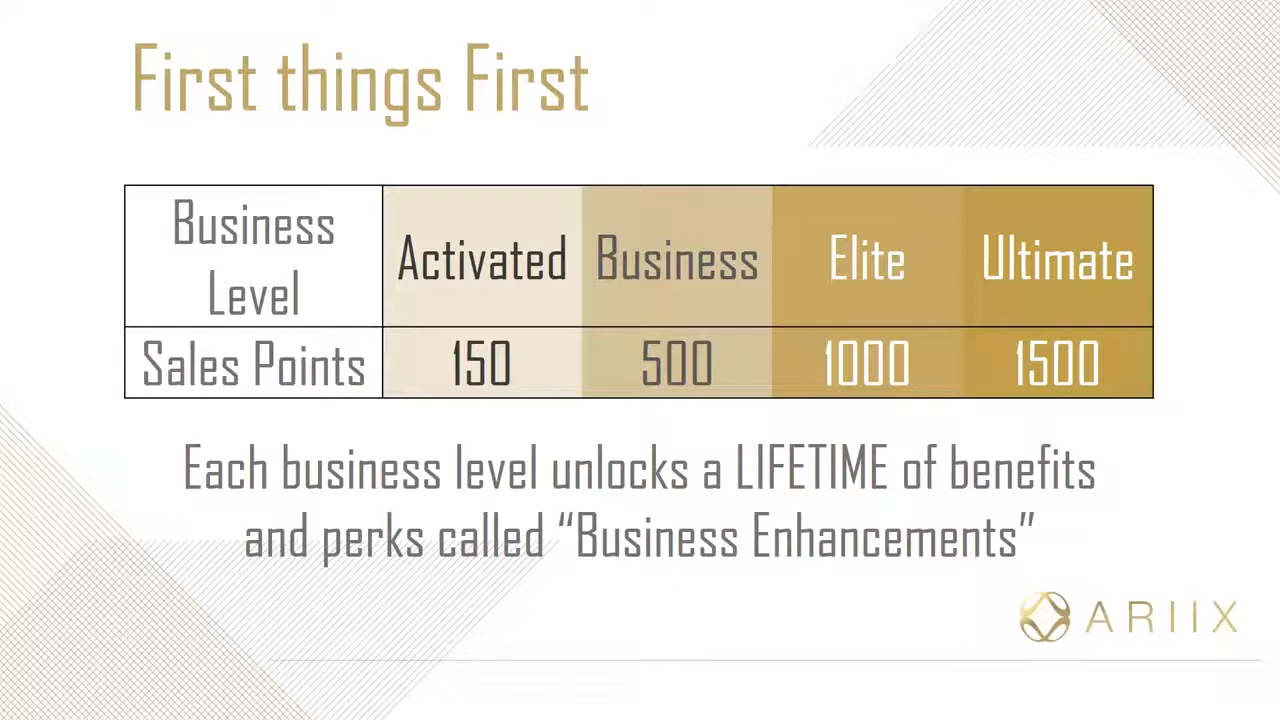 First things First
Business Level
Activated
Business
Elite
Ultimate
Sales Points
150
500
1000
1500
Each business level unlocks a LIFETIME of benefits
and perks called “Business Enhancements”
ARIIX